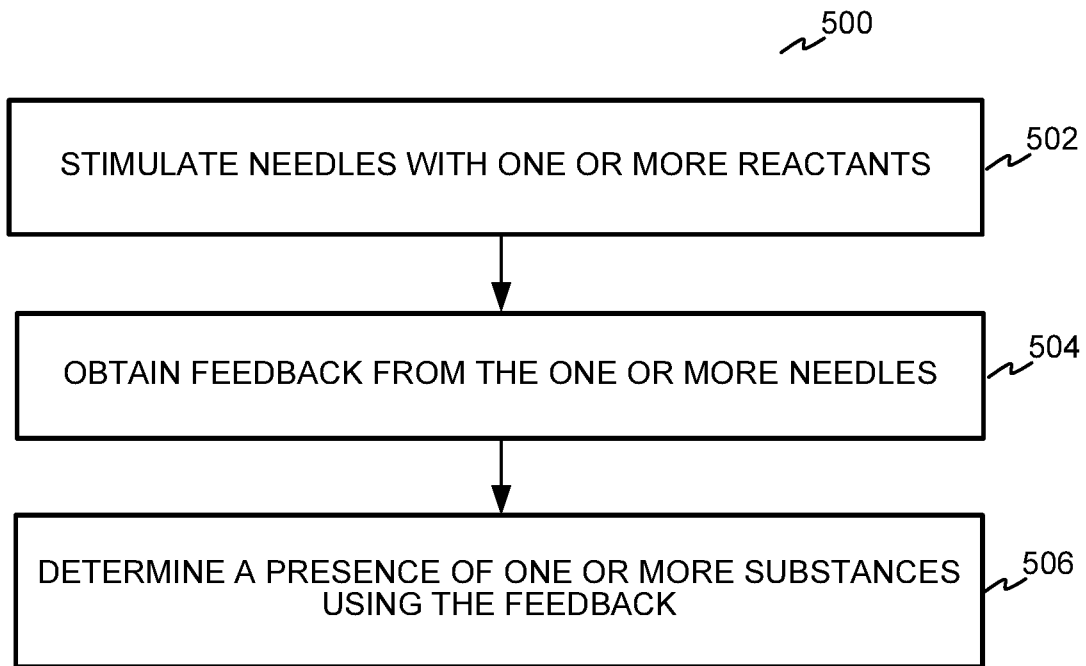 500
STIMULATE NEEDLES WITH ONE OR MORE REACTANTS
502
OBTAIN FEEDBACK FROM THE ONE OR MORE NEEDLES
504
DETERMINE A PRESENCE OF ONE OR MORE SUBSTANCES
USING THE FEEDBACK
506